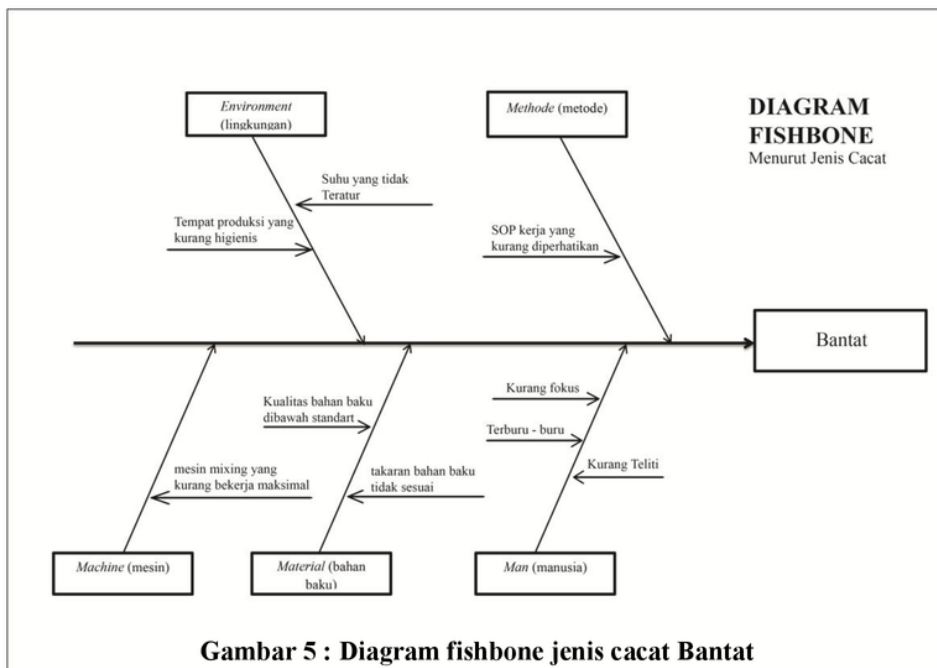 Environment
(lingkungan)
Methode (metode)
DIAGRAM
FISHBONE
Menurut Jenis Cacat
Suhu yang tidak
Teratur
Tempat produksi yang
kurang higienis
SOP kerja yang
kurang diperhatikan
Bantat
Kualitas bahan baku
dibawah standart
Kurang fokus
Terburu - buru
mesin mixing yang
kurang bekerja maksimal
takaran bahan baku
tidak sesuai
Kurang Teliti
Machine (mesin)
Material (bahan
baku)
Man (manusia)
Gambar 5 : Diagram fishbone jenis cacat Bantat